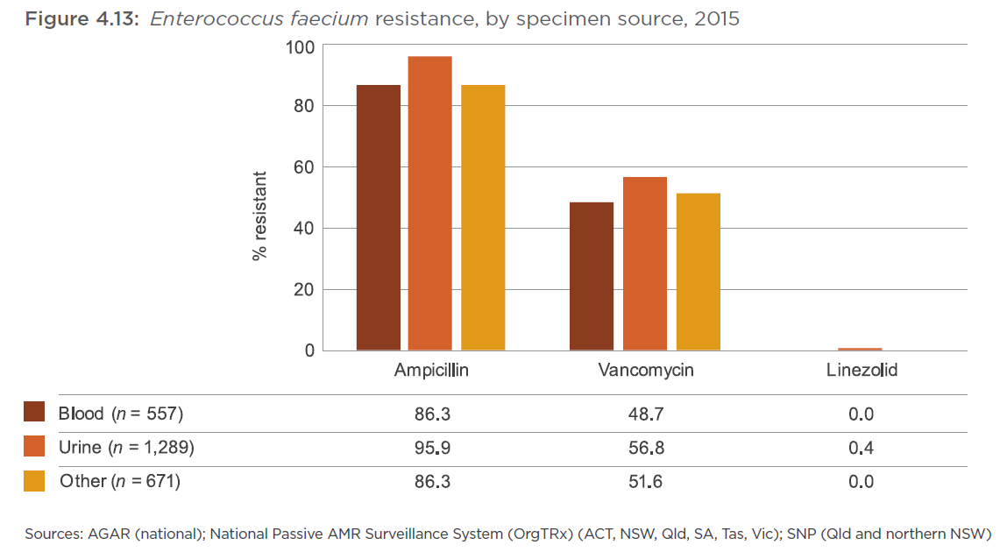 Figure 4.13: Enterococcus faecium resistance, by specimen source, 2015
100
80
60
40
20
0
% resistant
Ampicillin Vancomycin Linezolid
Blood (n = 557) 86.3 48.7 0.0
Urine (n = 1,289) 95.9 56.8 0.4
Other (n = 671) 86.3 51.6 0.0
Sources: AGAR (national); National Passive AMR Surveillance System (OrgTRx) (ACT, NSW, Qld, SA, Tas, Vic); SNP (Qld and northern NSW)